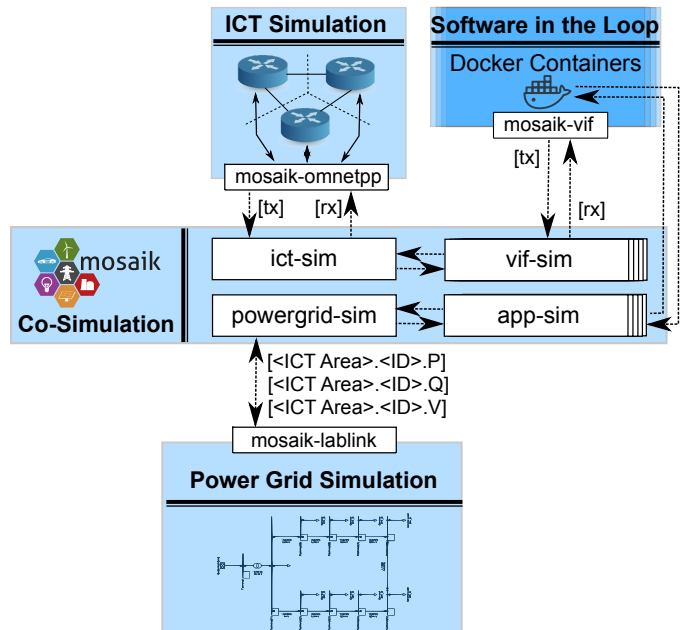 ICT Simulation
Software in the Loop
Docker Containers
mosaik-vif
mosaik-omnetpp
[tx]
[rx]
[tx]
[rx]
mosaik
Co-Simulation
ict-sim
vif-sim
powergrid-sim
app-sim
[<ICT Area>.<ID>.P]
[<ICT Area>.<ID>.Q]
[<ICT Area>.<ID>.V]
mosaik-lablink
Power Grid Simulation